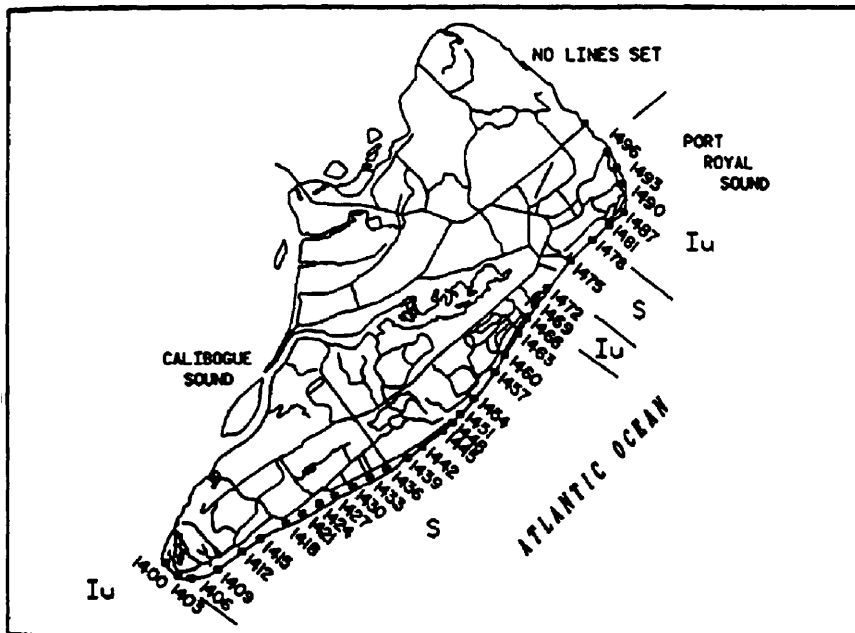 NO LINES SET
PORT
ROYAL
SOUND
1496
1493
1490
1487
1481
1478
1475
Iu
S
1472
1469
1466
1463
1460
1457
Iu
1454
1451
1448
1445
1442
1439
1436
1433
1430
1427
1424
1421
1418
1415
1412
1409
1406
1403
1400
CALIBOGUE
SOUND
ATLANTIC OCEAN
S
Iu